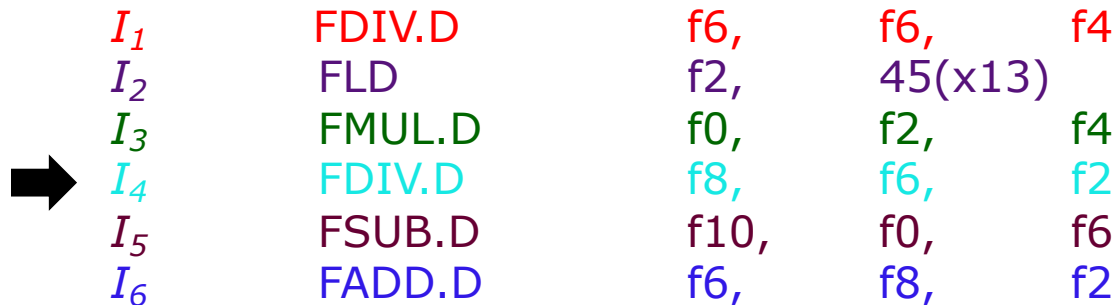 I1 FDIV.D f6, f6, f4
I2 FLD f2, 45(x13)
I3 FMUL.D f0, f2, f4
I4 FDIV.D f8, f6, f2
I5 FSUB.D f10, f0, f6
I6 FADD.D f6, f8, f2